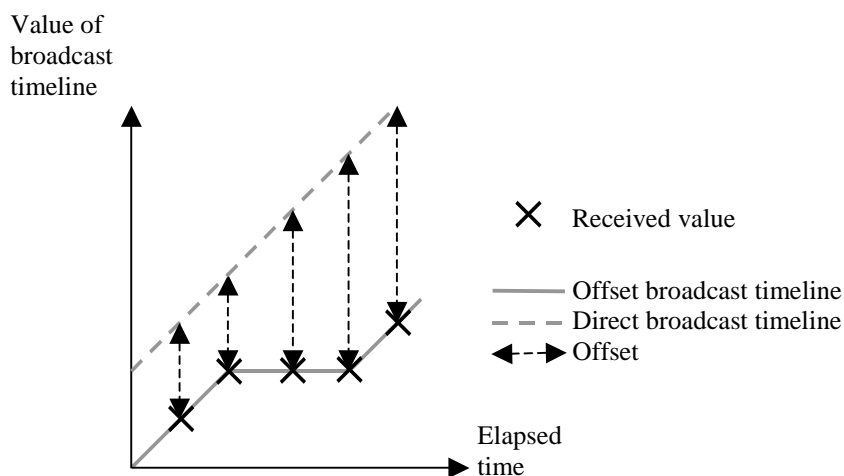 Value of
broadcast
timeline
Received value
Offset broadcast timeline
Direct broadcast timeline
Offset
Elapsed
time